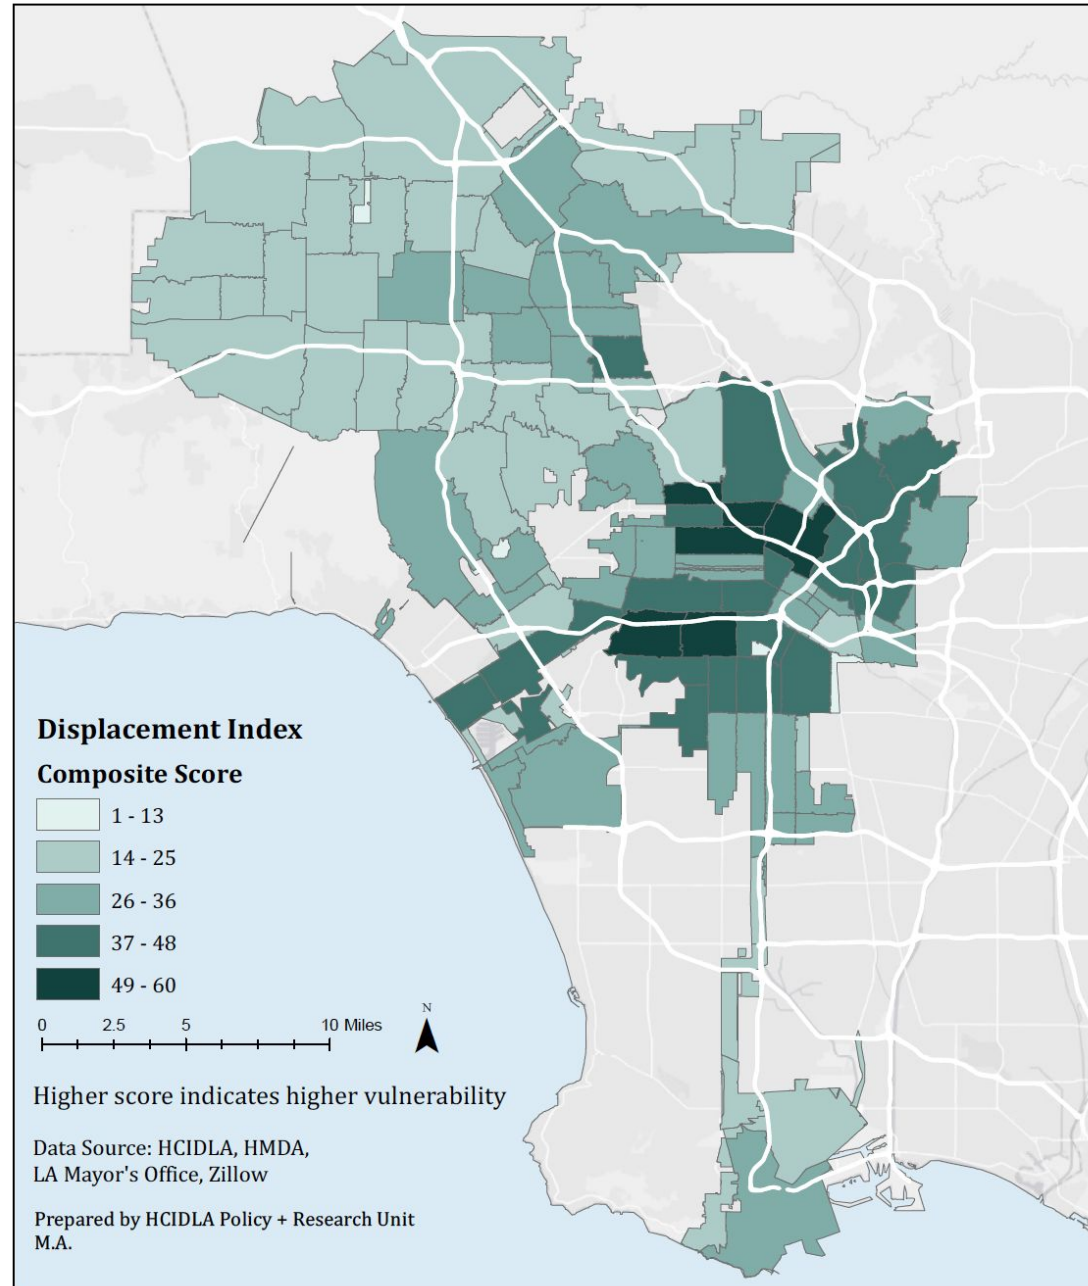 Displacement Index
Composite Score
1 - 13
14 - 25
26 - 36
37 - 48
49 - 60
0 2.5 5 10 Miles
N
Higher score indicates higher vulnerability
Data Source: HCIDLA, HMDA,
LA Mayor's Office, Zillow
Prepared by HCIDLA Policy + Research Unit
M.A.